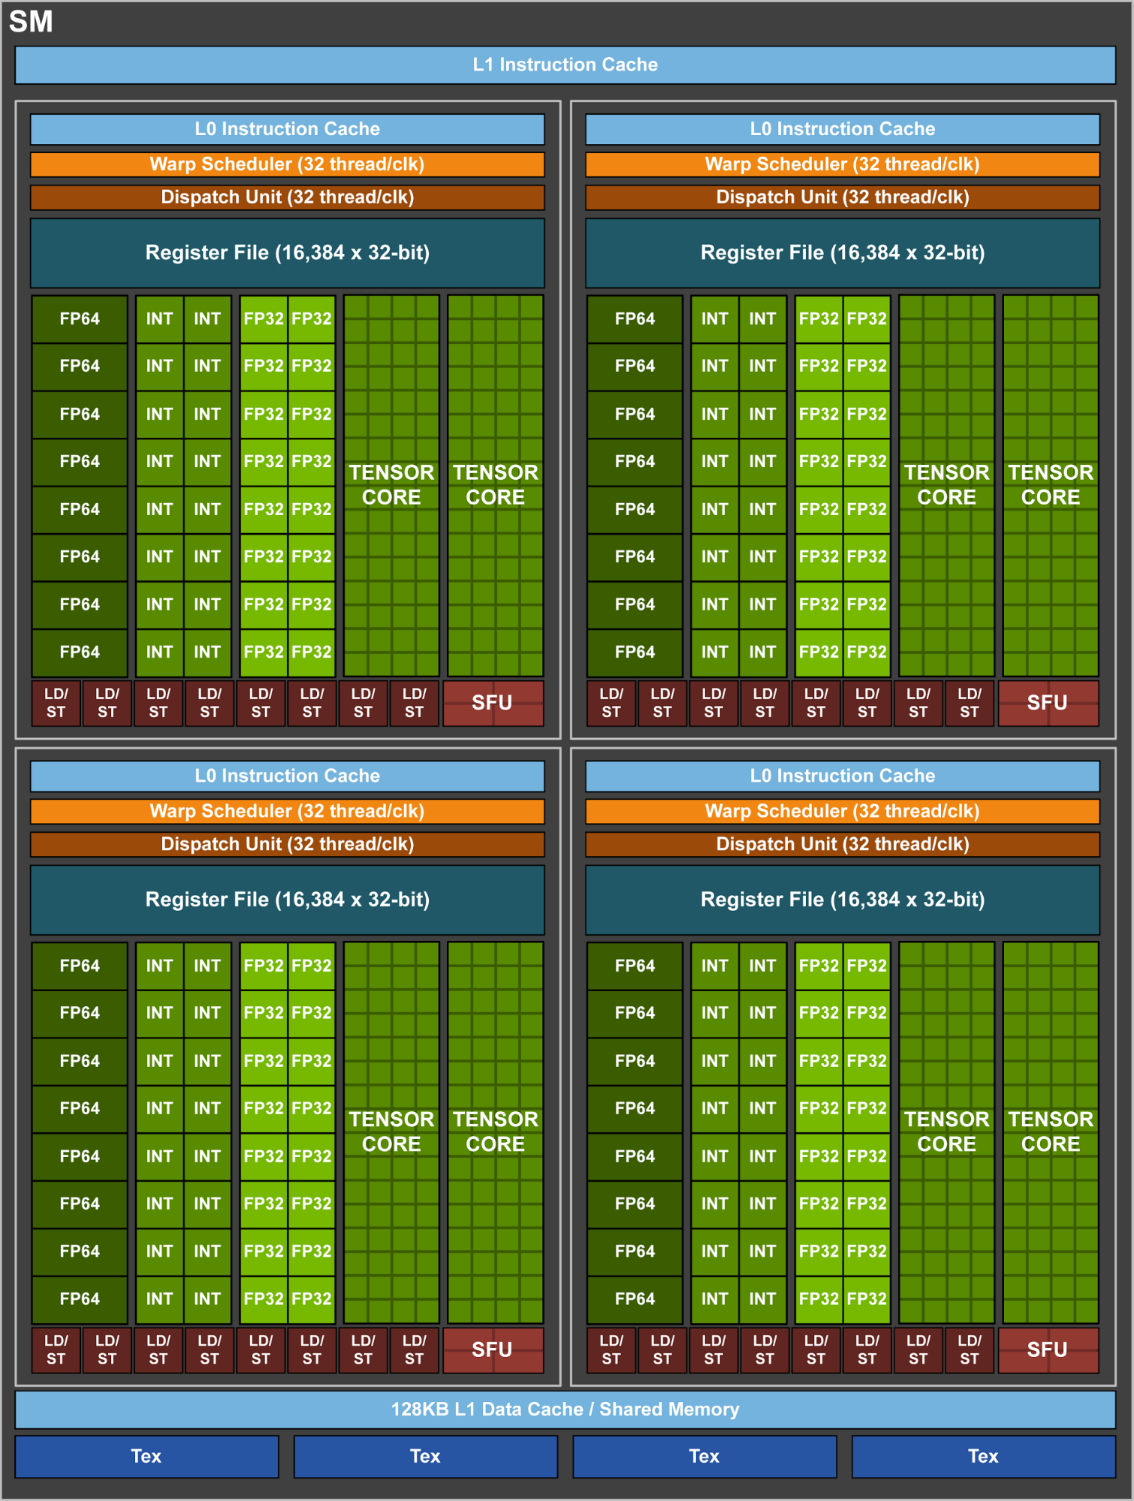 SM
L1 Instruction Cache
L0 Instruction Cache
Warp Scheduler (32 thread/clk)
Dispatch Unit (32 thread/clk)
Register File (16,384 x 32-bit)
FP64 INT INT FP32 FP32
FP64 INT INT FP32 FP32
FP64 INT INT FP32 FP32
FP64 INT INT FP32 FP32
TENSOR CORE TENSOR CORE
FP64 INT INT FP32 FP32
FP64 INT INT FP32 FP32
FP64 INT INT FP32 FP32
FP64 INT INT FP32 FP32
LD/ST LD/ST LD/ST LD/ST LD/ST LD/ST LD/ST LD/ST SFU
L0 Instruction Cache
Warp Scheduler (32 thread/clk)
Dispatch Unit (32 thread/clk)
Register File (16,384 x 32-bit)
FP64 INT INT FP32 FP32
FP64 INT INT FP32 FP32
FP64 INT INT FP32 FP32
FP64 INT INT FP32 FP32
TENSOR CORE TENSOR CORE
FP64 INT INT FP32 FP32
FP64 INT INT FP32 FP32
FP64 INT INT FP32 FP32
FP64 INT INT FP32 FP32
LD/ST LD/ST LD/ST LD/ST LD/ST LD/ST LD/ST LD/ST SFU
L0 Instruction Cache
Warp Scheduler (32 thread/clk)
Dispatch Unit (32 thread/clk)
Register File (16,384 x 32-bit)
FP64 INT INT FP32 FP32
FP64 INT INT FP32 FP32
FP64 INT INT FP32 FP32
FP64 INT INT FP32 FP32
TENSOR CORE TENSOR CORE
FP64 INT INT FP32 FP32
FP64 INT INT FP32 FP32
FP64 INT INT FP32 FP32
FP64 INT INT FP32 FP32
LD/ST LD/ST LD/ST LD/ST LD/ST LD/ST LD/ST LD/ST SFU
L0 Instruction Cache
Warp Scheduler (32 thread/clk)
Dispatch Unit (32 thread/clk)
Register File (16,384 x 32-bit)
FP64 INT INT FP32 FP32
FP64 INT INT FP32 FP32
FP64 INT INT FP32 FP32
FP64 INT INT FP32 FP32
TENSOR CORE TENSOR CORE
FP64 INT INT FP32 FP32
FP64 INT INT FP32 FP32
FP64 INT INT FP32 FP32
FP64 INT INT FP32 FP32
LD/ST LD/ST LD/ST LD/ST LD/ST LD/ST LD/ST LD/ST SFU
128KB L1 Data Cache / Shared Memory
Tex Tex Tex Tex